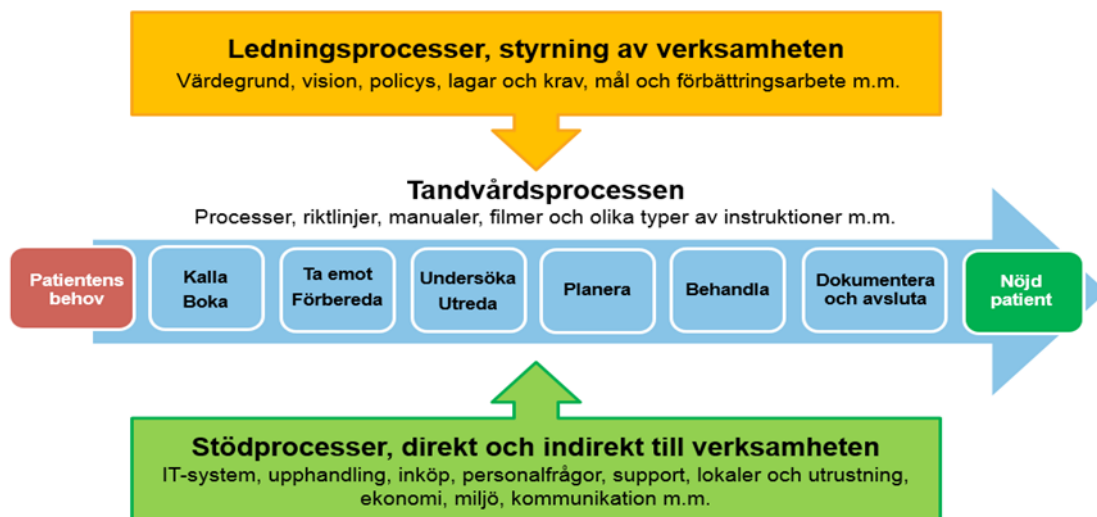 Ledningsprocesser, styrning av verksamheten
Värdegrund, vision, policys, lagar och krav, mål och förbättringsarbete m.m.
Tandvårdsprocessen
Processer, riktlinjer, manualer, filmer och olika typer av instruktioner m.m.
Patientens
behov
Kalla
Boka
Ta emot
Förbereda
Undersöka
Utreda
Planera
Behandla
Dokumentera
och avsluta
Nöjd
patient
Stödprocesser, direkt och indirekt till verksamheten
IT-system, upphandling, inköp, personalfrågor, support, lokaler och utrustning,
ekonomi, miljö, kommunikation m.m.